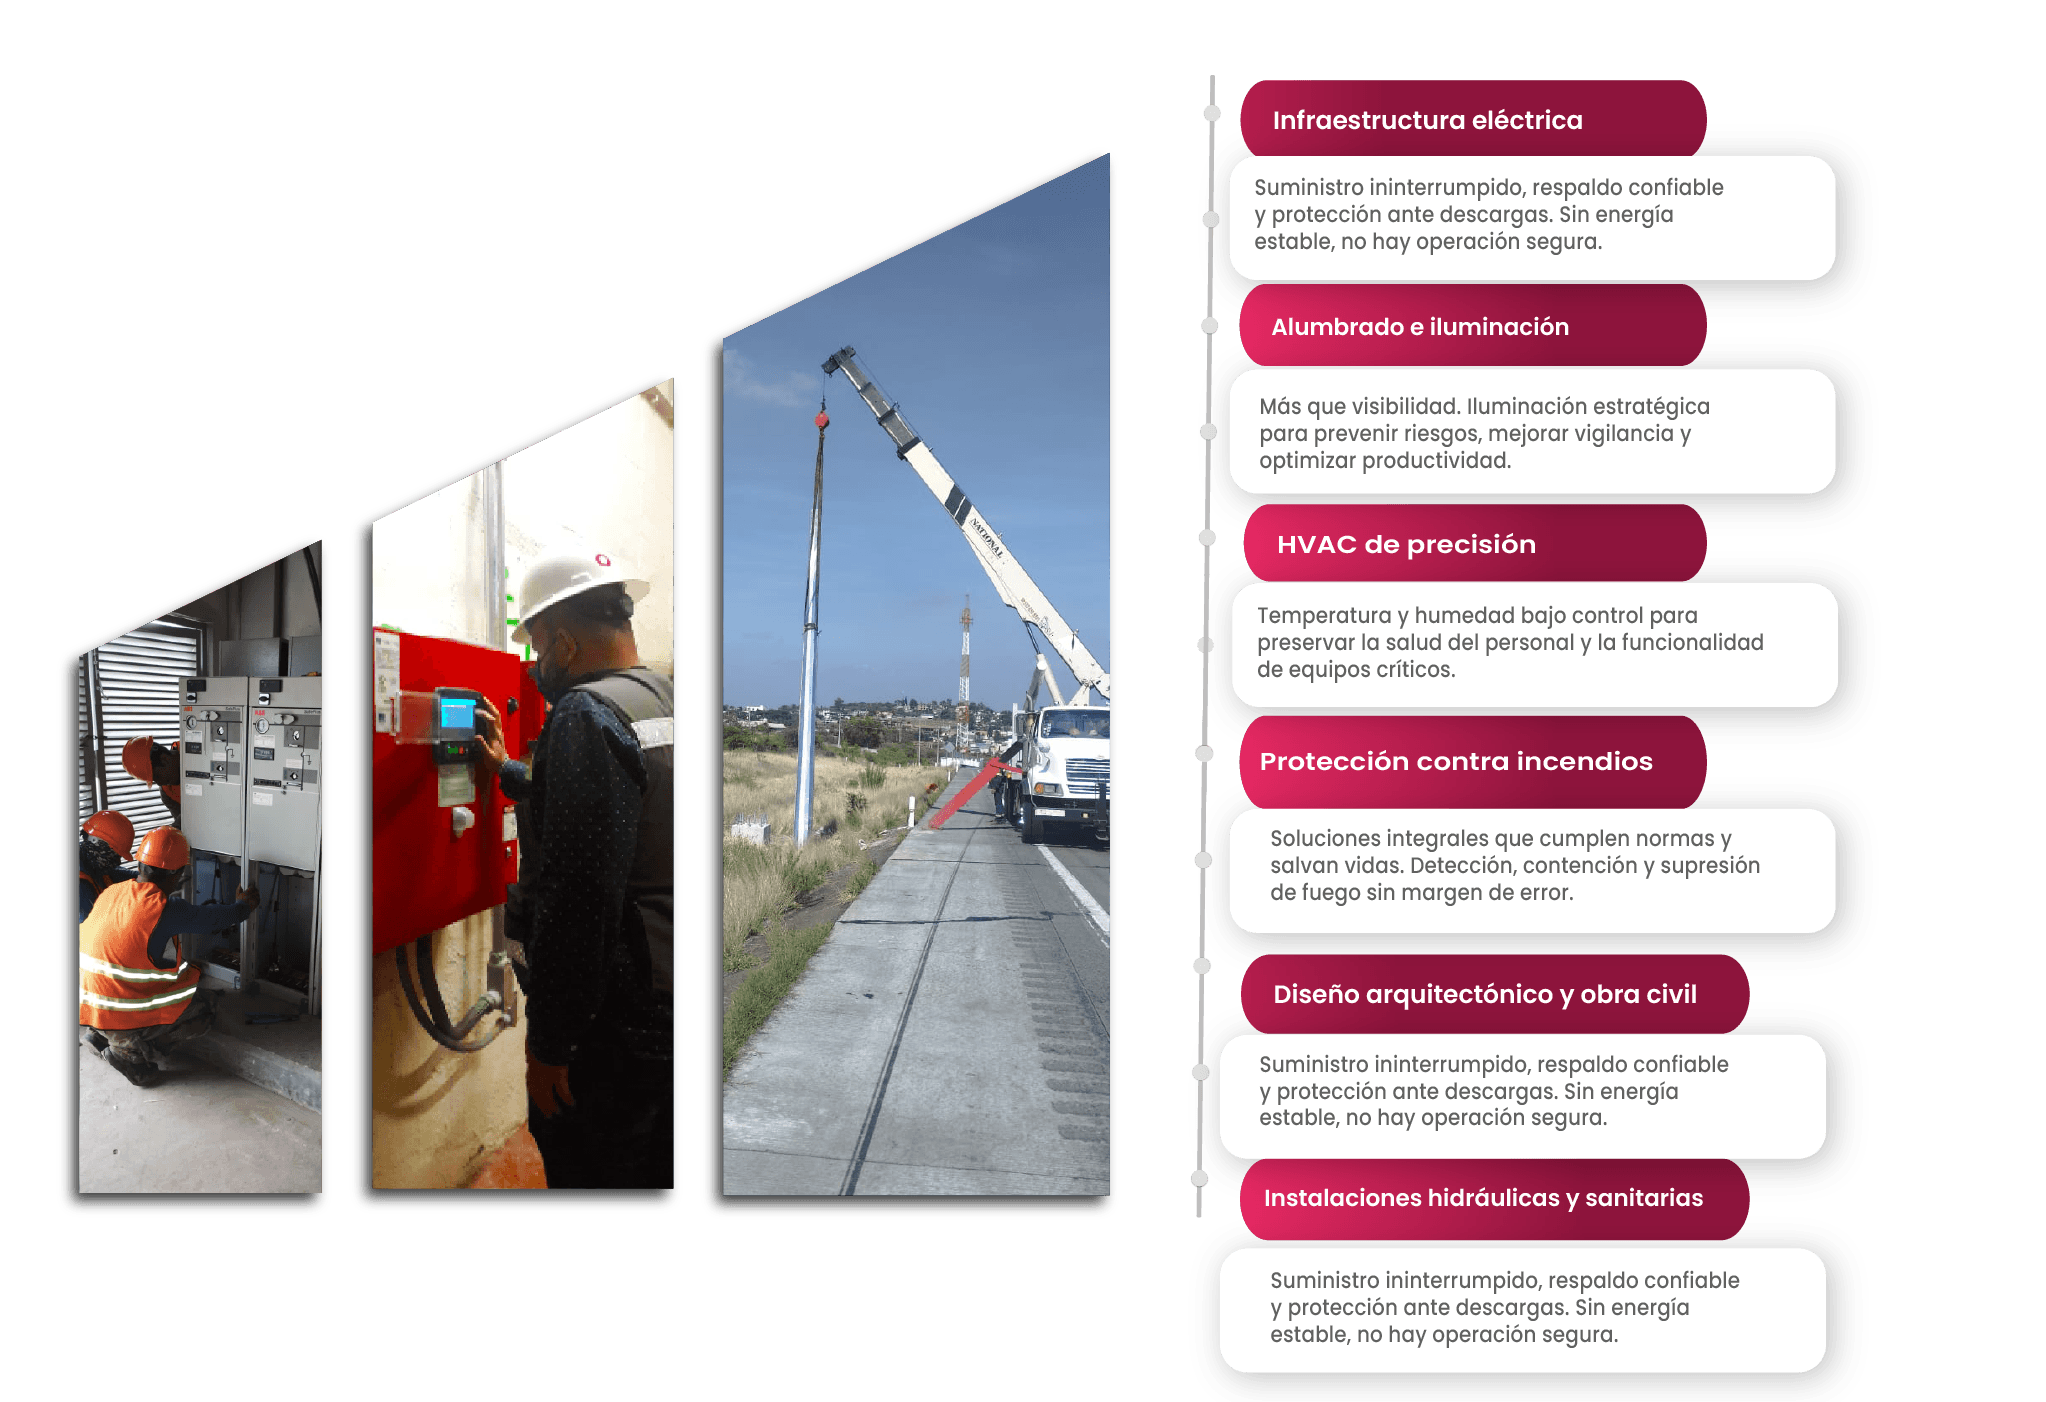 Infraestructura eléctrica
Suministro ininterrumpido, respaldo confiable
y protección ante descargas. Sin energía
estable, no hay operación segura.
Alumbrado e iluminación
Más que visibilidad. Iluminación estratégica
para prevenir riesgos, mejorar vigilancia y
optimizar productividad.
HVAC de precisión
Temperatura y humedad bajo control para
preservar la salud del personal y la funcionalidad
de equipos críticos.
Protección contra incendios
Soluciones integrales que cumplen normas y
salvan vidas. Detección, contención y supresión
de fuego sin margen de error.
Diseño arquitectónico y obra civil
Suministro ininterrumpido, respaldo confiable
y protección ante descargas. Sin energía
estable, no hay operación segura.
Instalaciones hidráulicas y sanitarias
Suministro ininterrumpido, respaldo confiable
y protección ante descargas. Sin energía
estable, no hay operación segura.
NATIONAL